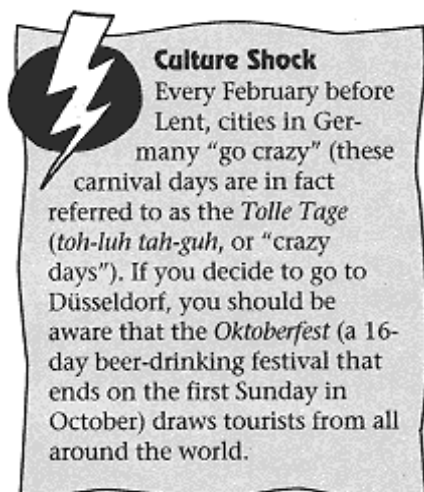 Culture Shock
Every February before
Lent, cities in Ger-
many “go crazy” (these
carnival days are in fact
referred to as the Tolle Tage
(toh-luh tah-guh, or “crazy
days”). If you decide to go to
Düsseldorf, you should be
aware that the Oktoberfest (a 16-
day beer-drinking festival that
ends on the first Sunday in
October) draws tourists from all
around the world.